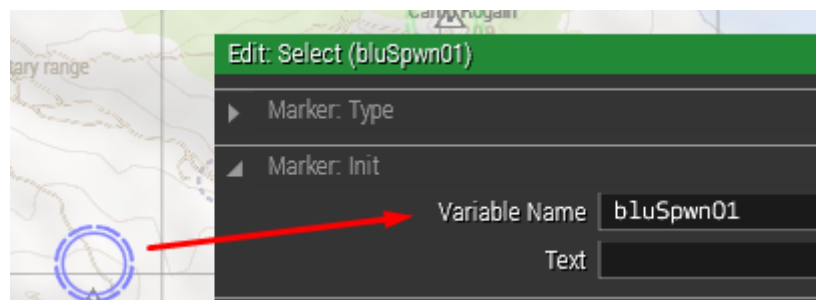 Camp Rogain
tary range
Edit: Select (bluSpwn01)
Marker: Type
Marker: Init
Variable Name bluSpwn01
Text